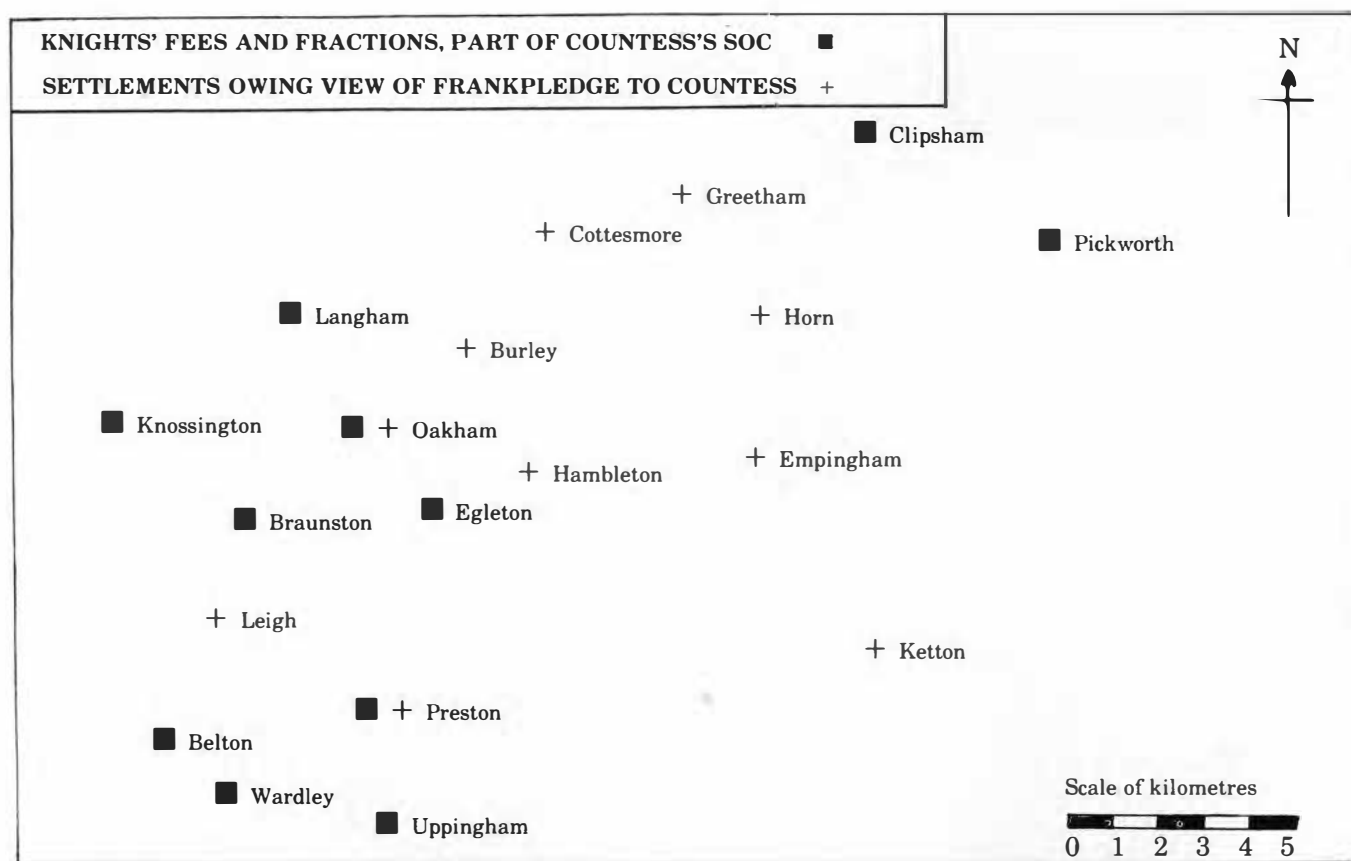 KNIGHTS' FEES AND FRACTIONS, PART OF COUNTESS'S SOC
SETTLEMENTS OWING VIEW OF FRANKPLEDGE TO COUNTESS
N
Clipsham
Greetham
Cottesmore
Pickworth
Langham
Horn
Burley
Knossington
Oakham
Empingham
Hambleton
Egleton
Braunston
Leigh
Ketton
Preston
Belton
Wardley
Uppingham
Scale of kilometres
0 1 2 3 4 5